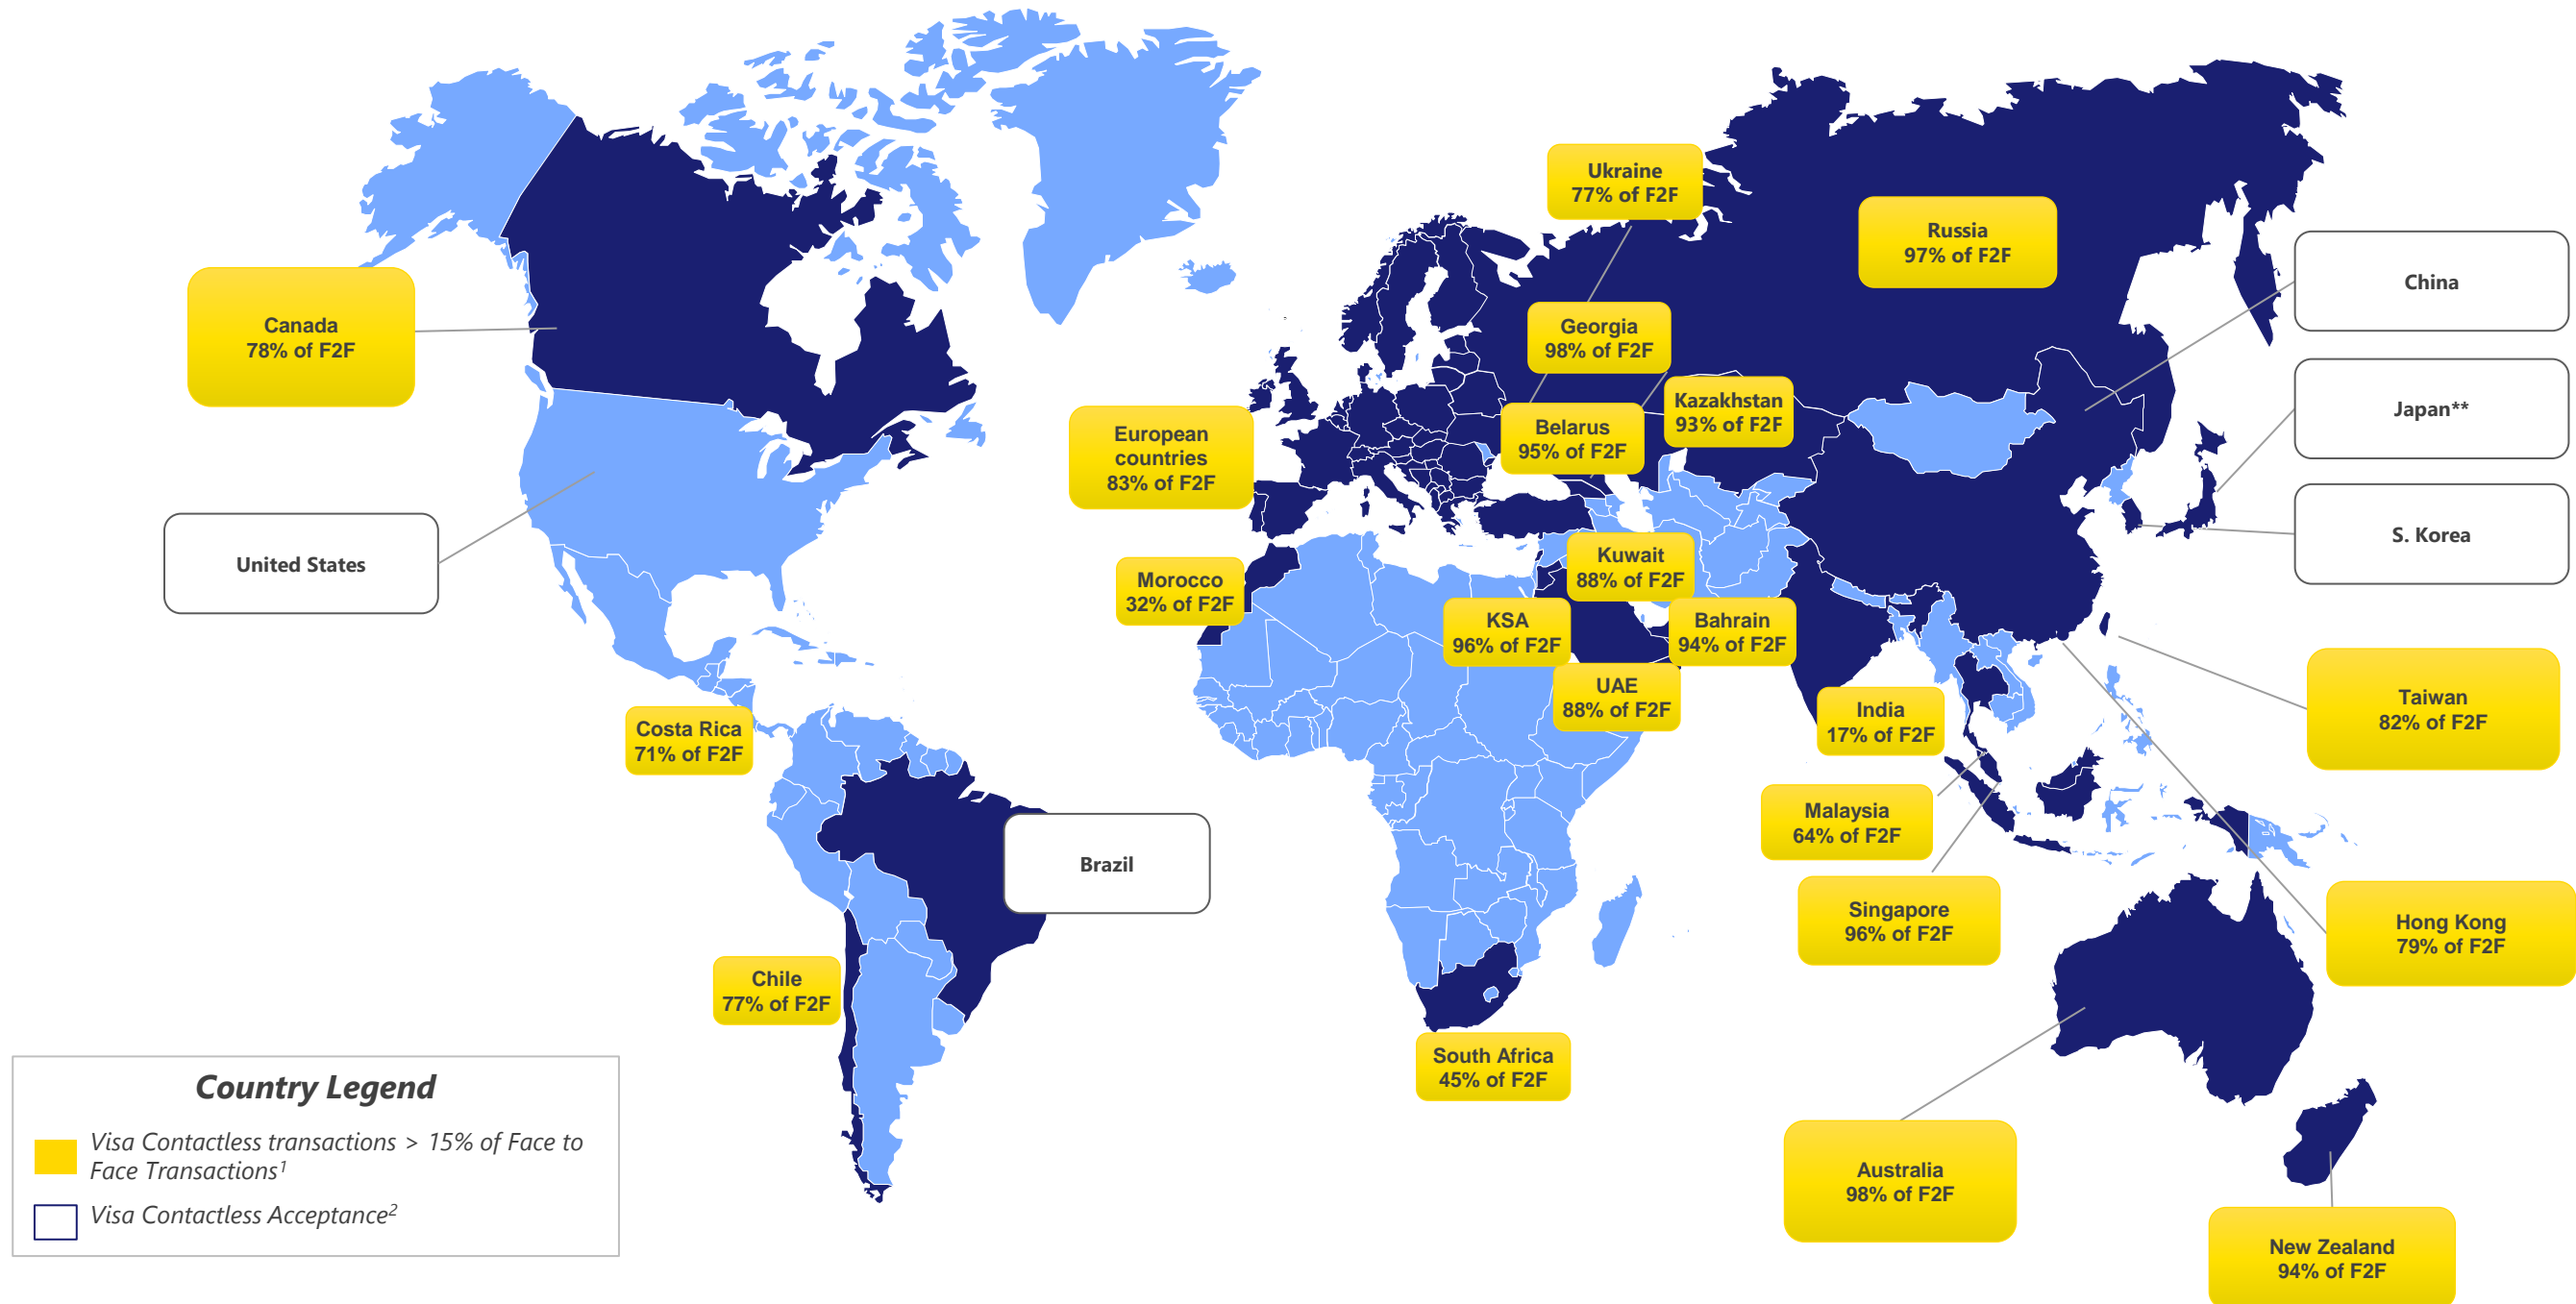 Ukraine
77% of F2F
Russia
97% of F2F
China
Canada
78% of F2F
Georgia
98% of F2F
Japan**
Kazakhstan
93% of F2F
European
countries
83% of F2F
Belarus
95% of F2F
S. Korea
United States
Kuwait
88% of F2F
Morocco
32% of F2F
KSA
96% of F2F
Bahrain
94% of F2F
UAE
88% of F2F
Taiwan
82% of F2F
India
17% of F2F
Costa Rica
71% of F2F
Malaysia
64% of F2F
Brazil
Singapore
96% of F2F
Hong Kong
79% of F2F
Chile
77% of F2F
South Africa
45% of F2F
Australia
98% of F2F
New Zealand
94% of F2F
Country Legend
Visa Contactless transactions > 15% of Face to
Face Transactions¹
Visa Contactless Acceptance²